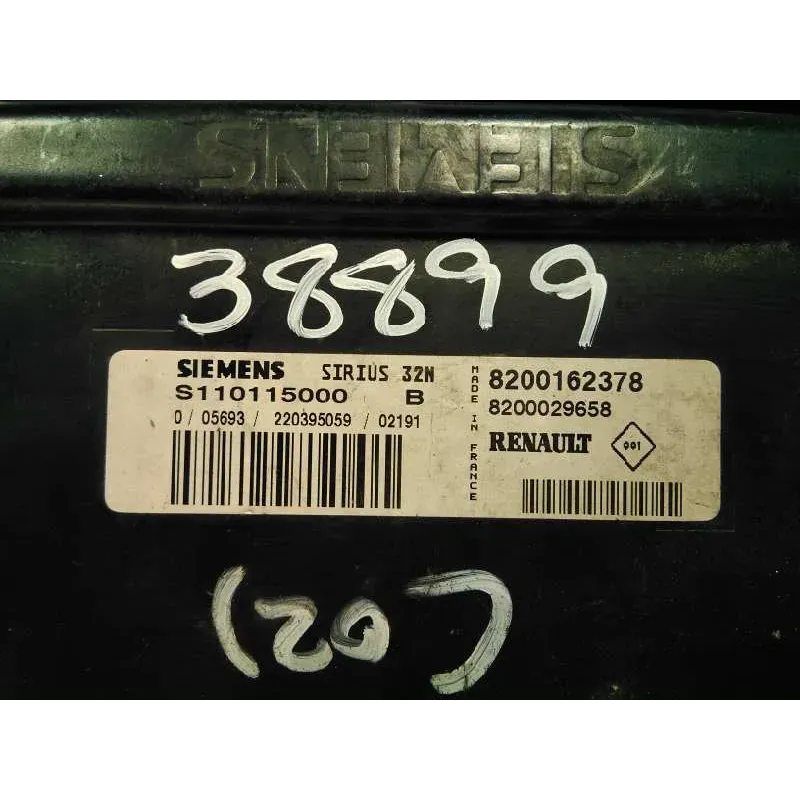 SIEMENS
38899
SIEMENS SIRIUS 32N
S110115000 B
0 / 05693 / 220395059 / 02191
MADE IN FRANCE
8200162378
8200029658
RENAULT 001
(20)